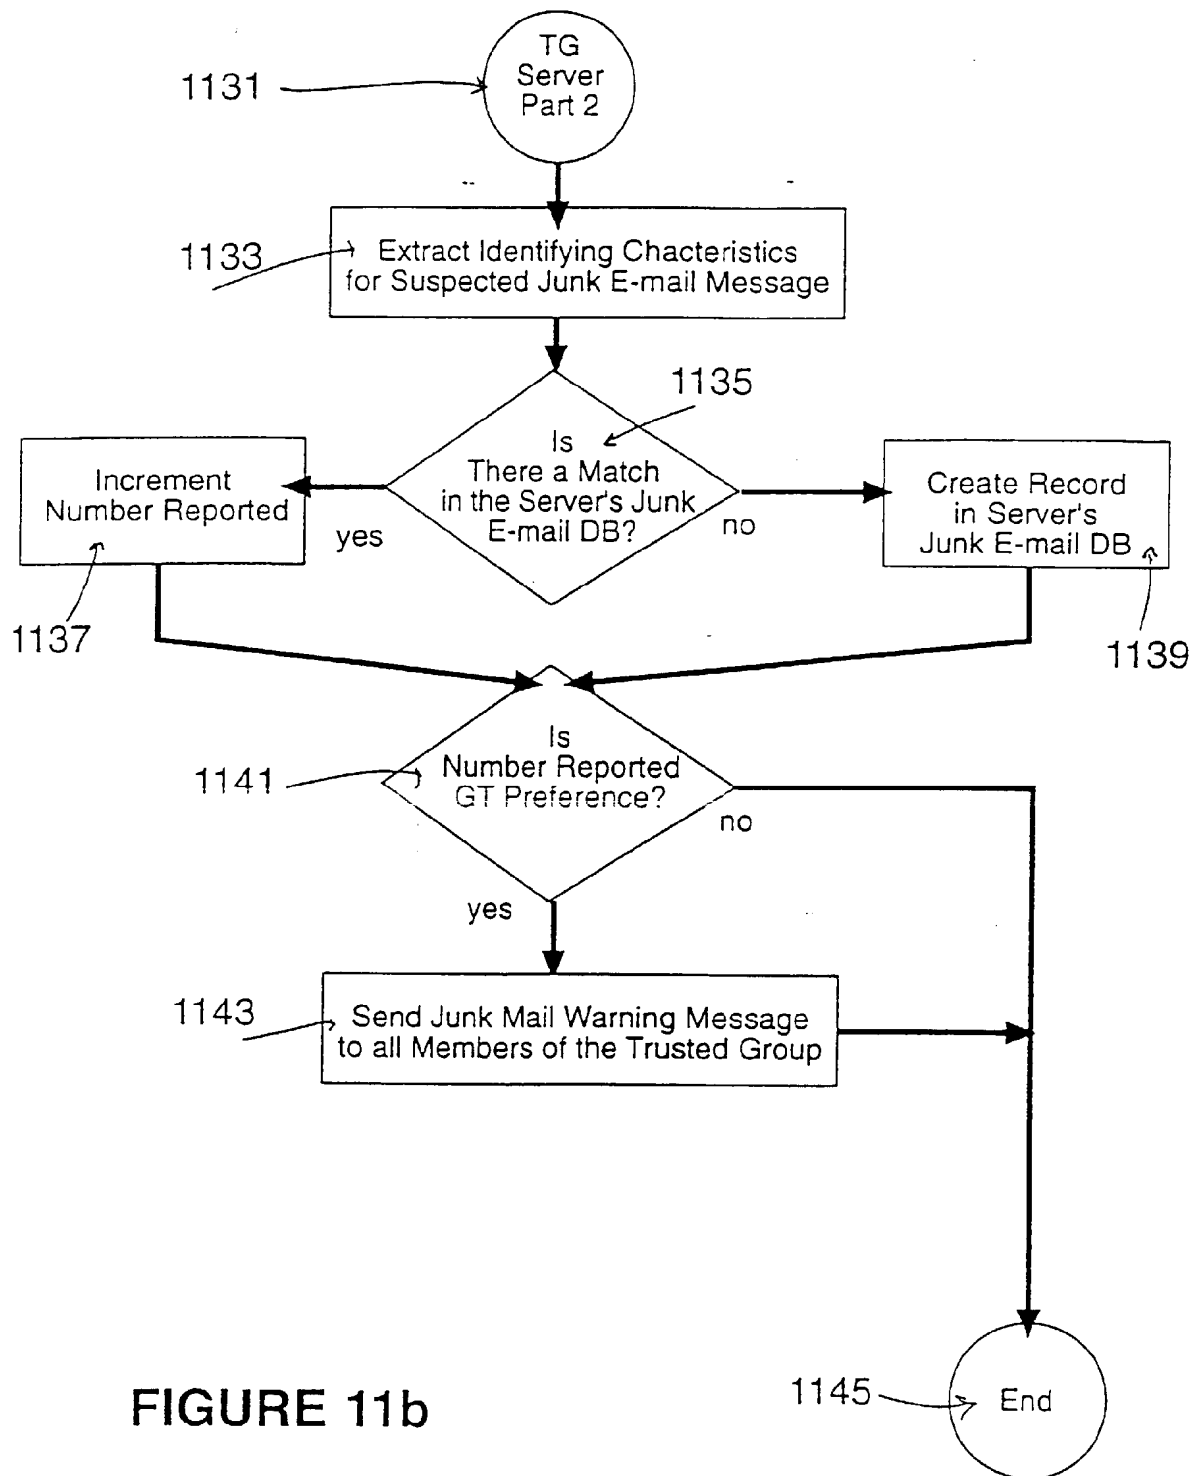 TG
Server
Part 2
1131
1133
Extract Identifying Chacteristics
for Suspected Junk E-mail Message
1135
Is
There a Match
in the Server's Junk
E-mail DB?
yes
no
Increment
Number Reported
1137
Create Record
in Server's
Junk E-mail DB
1139
Is
Number Reported
GT Preference?
1141
no
yes
1143
Send Junk Mail Warning Message
to all Members of the Trusted Group
1145
End
FIGURE 11b